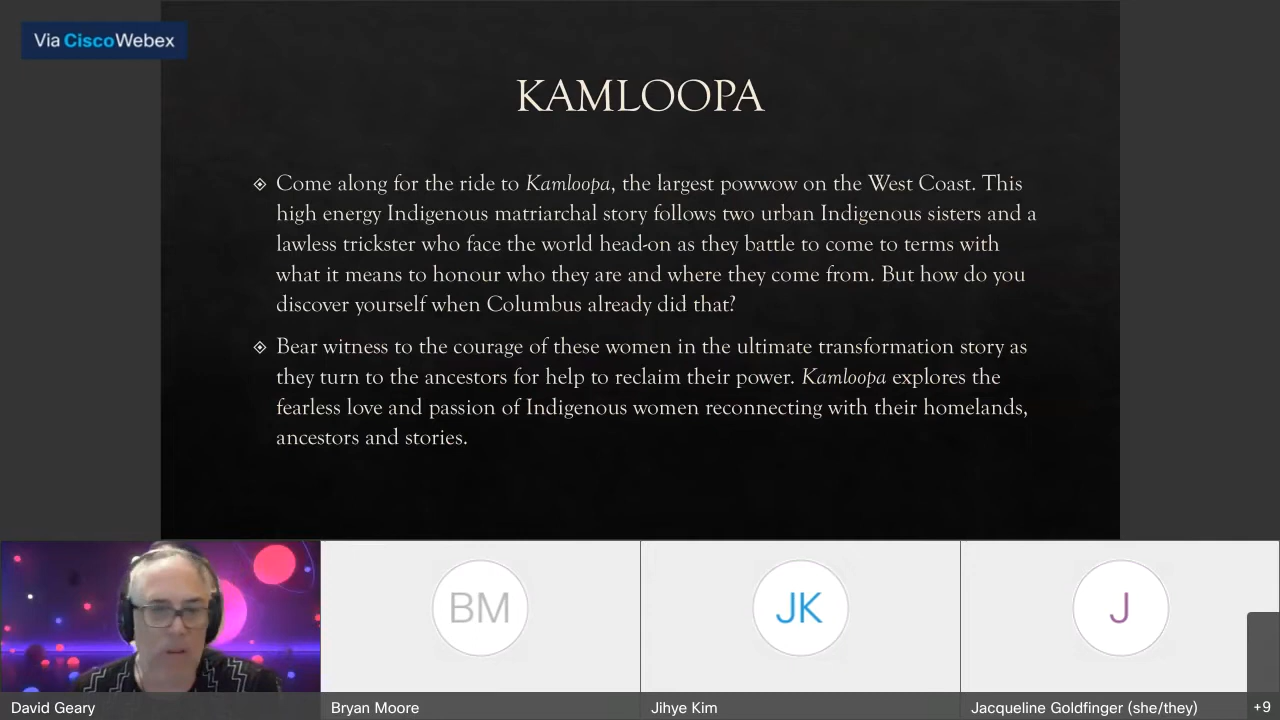 Via CiscoWebex
KAMLOOPA
Come along for the ride to Kamloopa, the largest powwow on the West Coast. This
high energy Indigenous matriarchal story follows two urban Indigenous sisters and a
lawless trickster who face the world head-on as they battle to come to terms with
what it means to honour who they are and where they come from. But how do you
discover yourself when Columbus already did that?
Bear witness to the courage of these women in the ultimate transformation story as
they turn to the ancestors for help to reclaim their power. Kamloopa explores the
fearless love and passion of Indigenous women reconnecting with their homelands,
ancestors and stories.
BM
JK
J
David Geary
Bryan Moore
Jihye Kim
Jacqueline Goldfinger (she/they)
+9